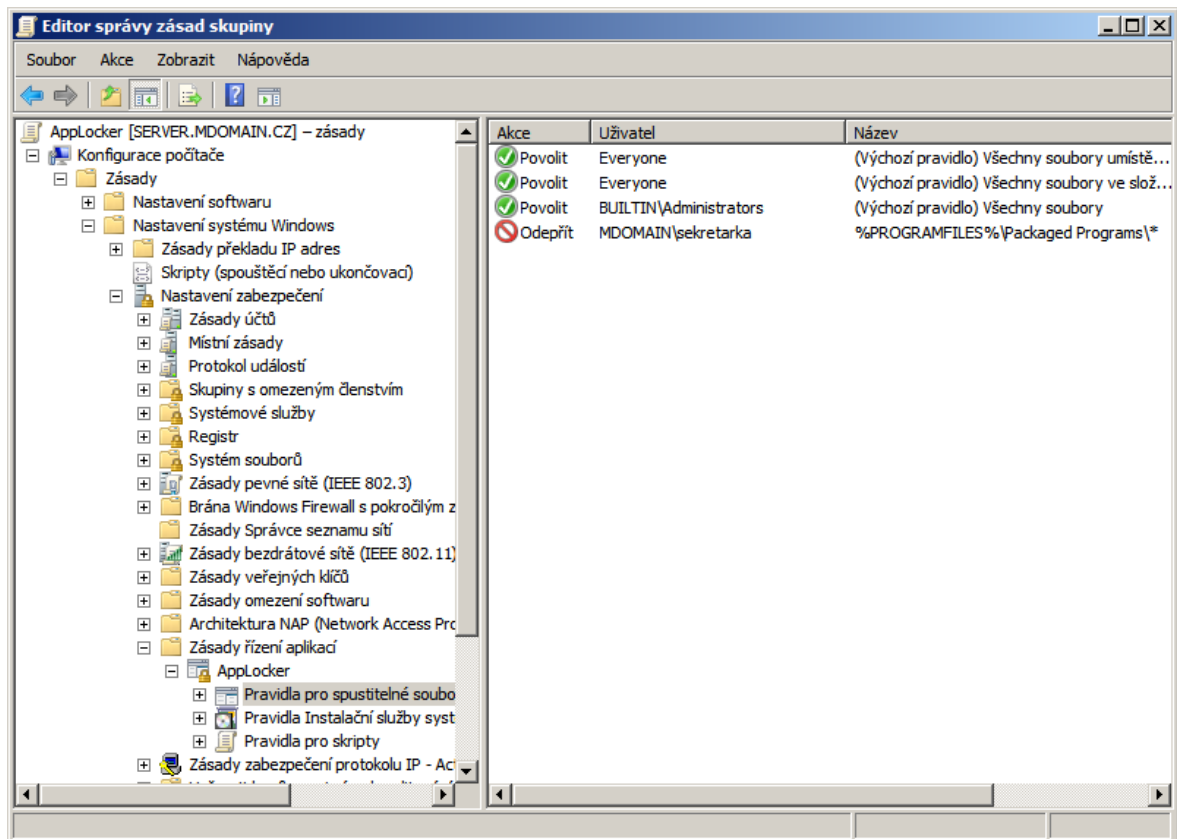 Editor správy zásad skupiny
Soubor Akce Zobrazit Nápověda
AppLocker [SERVER.MDOMAIN.CZ] – zásady
Konfigurace počítače
Zásady
Nastavení softwaru
Nastavení systému Windows
Zásady překladu IP adres
Skripty (spouštěcí nebo ukončovací)
Nastavení zabezpečení
Zásady účtů
Místní zásady
Protokol událostí
Skupiny s omezeným členstvím
Systémové služby
Registr
Systém souborů
Zásady pevné sítě (IEEE 802.3)
Brána Windows Firewall s pokročilým z
Zásady Správce seznamu sítí
Zásady bezdrátové sítě (IEEE 802.11)
Zásady veřejných klíčů
Zásady omezení softwaru
Architektura NAP (Network Access Prc
Zásady řízení aplikací
AppLocker
Pravidla pro spustitelné soubo
Pravidla Instalační služby syst
Pravidla pro skripty
Zásady zabezpečení protokolu IP - Act
Akce Uživatel Název
Povolit Everyone (Výchozí pravidlo) Všechny soubory umístě...
Povolit Everyone (Výchozí pravidlo) Všechny soubory ve slož...
Povolit BUILTIN\Administrators (Výchozí pravidlo) Všechny soubory
Odepřít MDOMAIN\sekretarka %PROGRAMFILES%\Packaged Programs\*